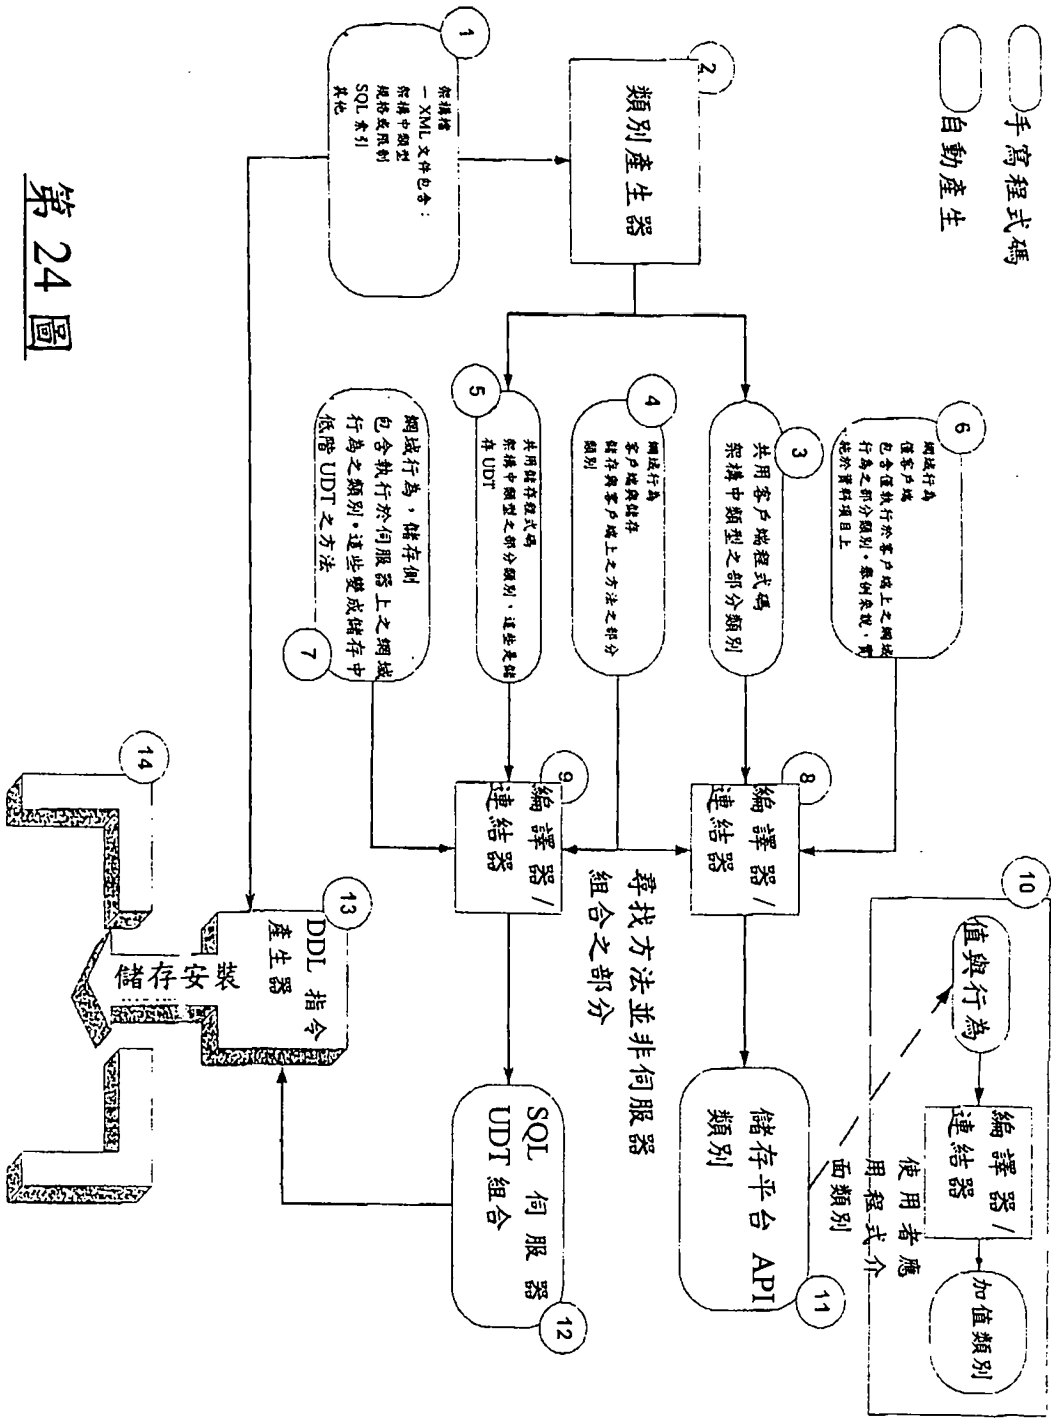 手寫程式碼
自動產生
1
架構檔
一 XML 文件包含：
架構中類型
規格或限制
SQL 索引
其他
2
類別產生器
6
網域行為
僅客戶端
包含僅執行於客戶端上之網域
行為之部分類別，舉例來說，實
施於資料項目上
3
共用客戶端程式碼
架構中類型之部分類別
4
網域行為
客戶端與儲存
儲存與客戶端上之方法之部分
類別
5
共用儲存程式碼
架構中類型之部分類別，這些是儲
存 UDT
網域行為，儲存側
包含執行於伺服器上之網域
行為之類別，這些變成儲存中
低階 UDT 之方法
7
8
編譯器/
連結器
9
編譯器/
連結器
尋找方法並非伺服器
組合之部分
10
值與行為
編譯器/
連結器
加值類別
使用者應
用程式介
面類別
儲存平台 API
類別
11
SQL 伺服器
UDT 組合
12
13
DDL 指令
產生器
儲存安裝
14
第 24 圖